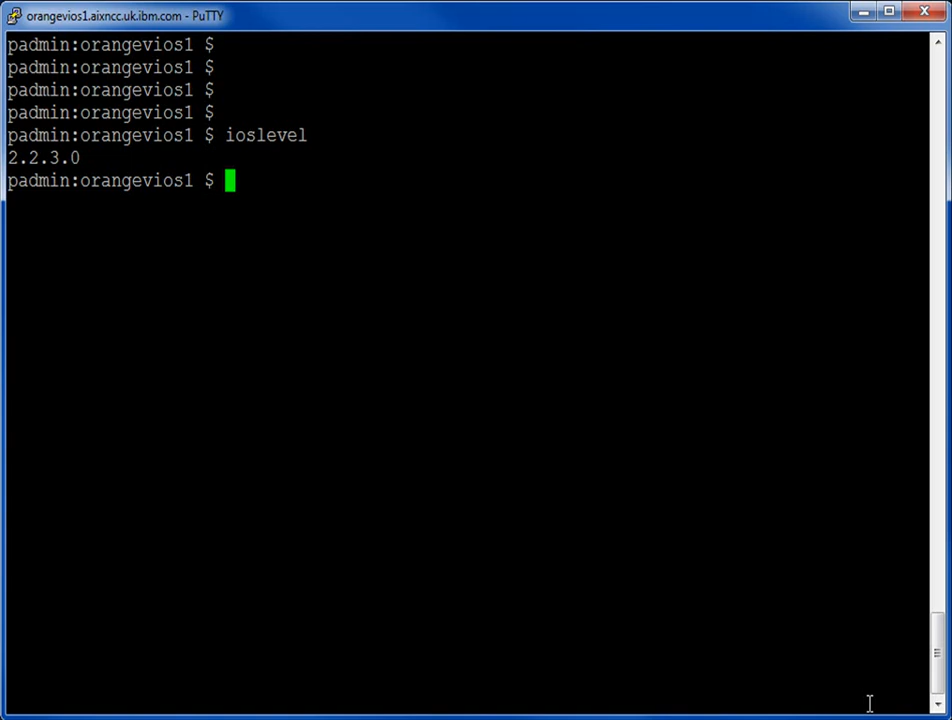 orangevios1.aixncc.uk.ibm.com - PuTTY
padmin:orangevios1 $
padmin:orangevios1 $
padmin:orangevios1 $
padmin:orangevios1 $
padmin:orangevios1 $ ioslevel
2.2.3.0
padmin:orangevios1 $